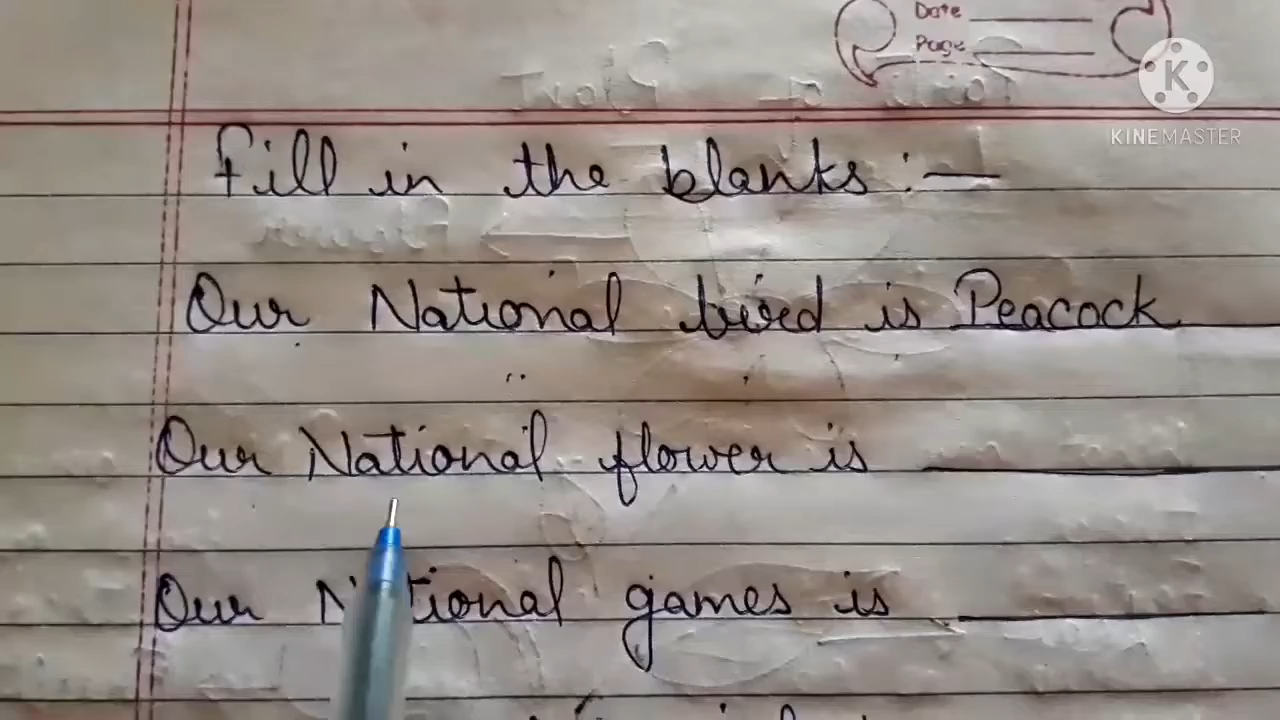 Date
Page
KINEMASTER
fill in the blanks :-
Our National bird is Peacock
Our National flower is
Our National games is